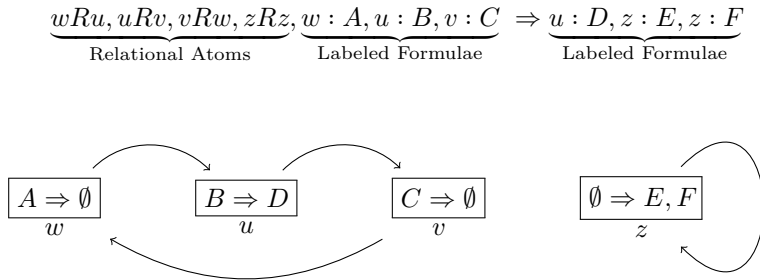 wRu, uRv, vRw, zRz, w : A, u : B, v : C ⇒ u : D, z : E, z : F
Relational Atoms Labeled Formulae Labeled Formulae
A ⇒ ∅ B ⇒ D C ⇒ ∅ ∅ ⇒ E, F
w u v z